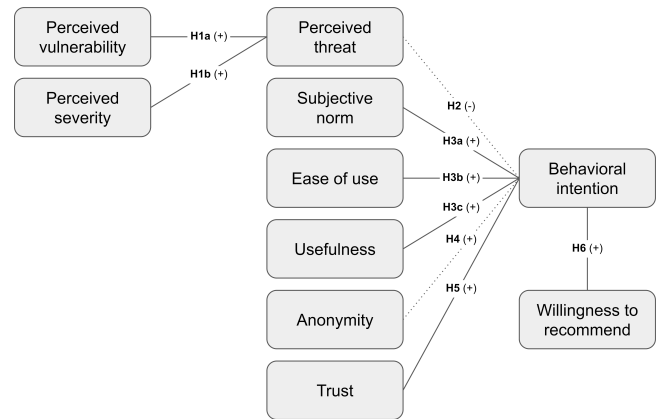 Perceived
vulnerability
H1a (+)
Perceived
threat
H1b (+)
Perceived
severity
Subjective
norm
H2 (-)
H3a (+)
Ease of use
H3b (+)
Behavioral
intention
H3c (+)
Usefulness
H4 (+)
H6 (+)
H5 (+)
Anonymity
Willingness to
recommend
Trust